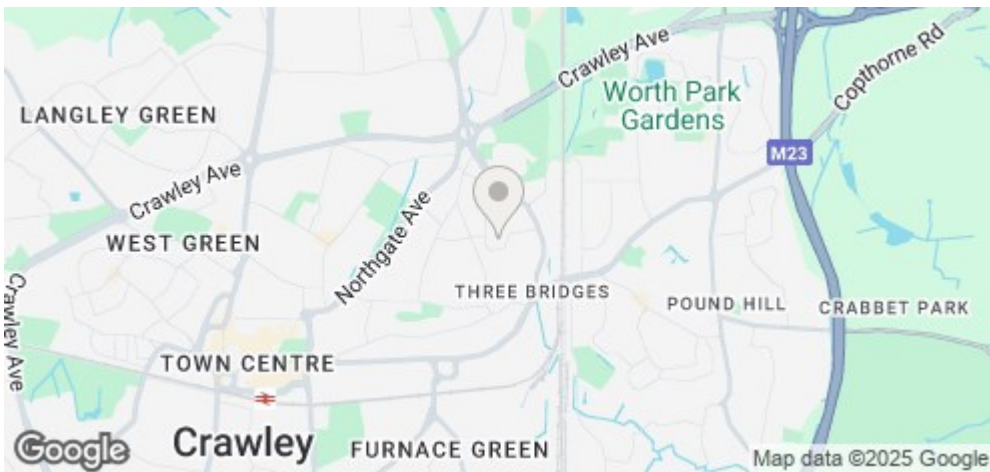 Crawley Ave
Copthorne Rd
Worth Park
Gardens
LANGLEY GREEN
M23
Crawley Ave
Northgate Ave
WEST GREEN
THREE BRIDGES
POUND HILL
CRABBET PARK
Crawley Ave
TOWN CENTRE
Crawley
FURNACE GREEN
Google
Map data ©2025 Google